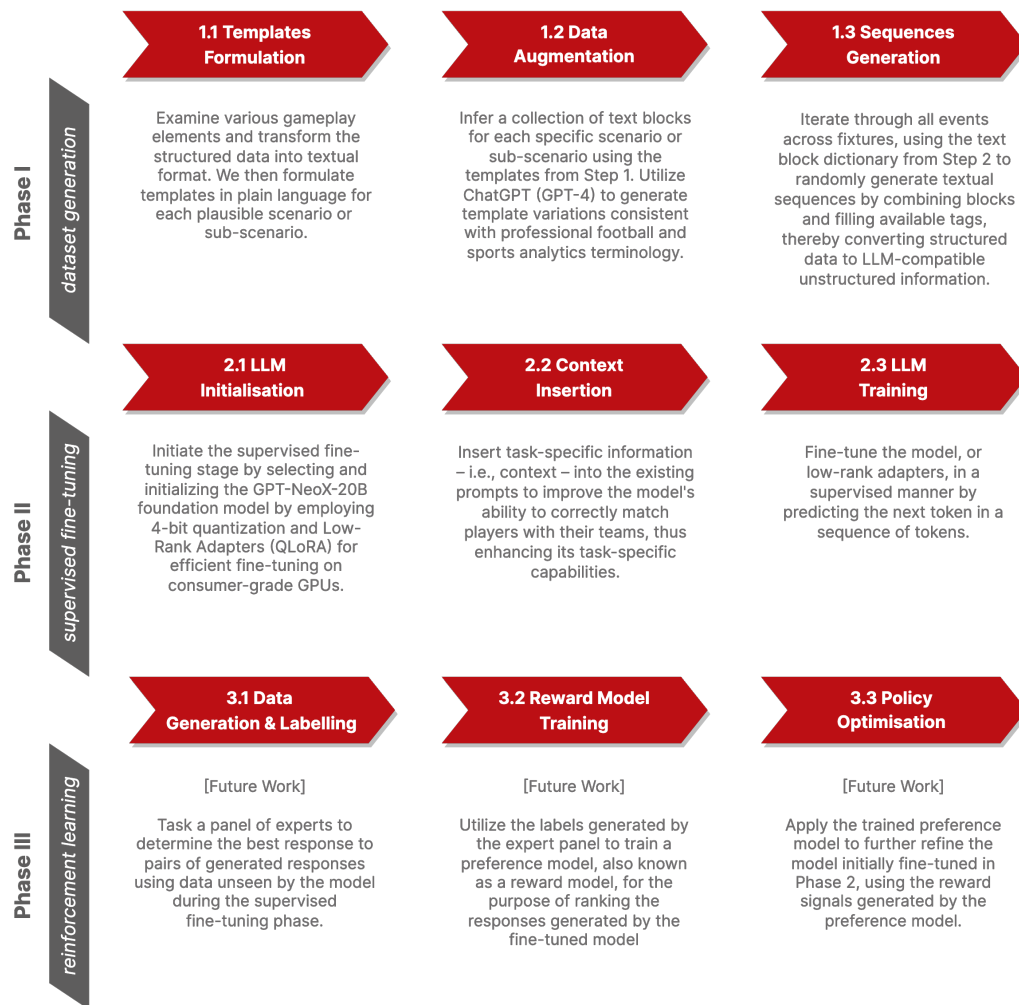 Phase I
dataset generation
1.1 Templates
Formulation
Examine various gameplay
elements and transform the
structured data into textual
format. We then formulate
templates in plain language for
each plausible scenario or
sub-scenario.
1.2 Data
Augmentation
Infer a collection of text blocks
for each specific scenario or
sub-scenario using the
templates from Step 1. Utilize
ChatGPT (GPT-4) to generate
template variations consistent
with professional football and
sports analytics terminology.
1.3 Sequences
Generation
Iterate through all events
across fixtures, using the text
block dictionary from Step 2 to
randomly generate textual
sequences by combining blocks
and filling available tags,
thereby converting structured
data to LLM-compatible
unstructured information.
Phase II
supervised fine-tuning
2.1 LLM
Initialisation
Initiate the supervised fine-
tuning stage by selecting and
initializing the GPT-NeoX-20B
foundation model by employing
4-bit quantization and Low-
Rank Adapters (QLoRA) for
efficient fine-tuning on
consumer-grade GPUs.
2.2 Context
Insertion
Insert task-specific information
– i.e., context – into the existing
prompts to improve the model's
ability to correctly match
players with their teams, thus
enhancing its task-specific
capabilities.
2.3 LLM
Training
Fine-tune the model, or
low-rank adapters, in a
supervised manner by
predicting the next token in a
sequence of tokens.
Phase III
reinforcement learning
3.1 Data
Generation & Labelling
[Future Work]
Task a panel of experts to
determine the best response to
pairs of generated responses
using data unseen by the model
during the supervised
fine-tuning phase.
3.2 Reward Model
Training
[Future Work]
Utilize the labels generated by
the expert panel to train a
preference model, also known
as a reward model, for the
purpose of ranking the
responses generated by the
fine-tuned model
3.3 Policy
Optimisation
[Future Work]
Apply the trained preference
model to further refine the
model initially fine-tuned in
Phase 2, using the reward
signals generated by the
preference model.